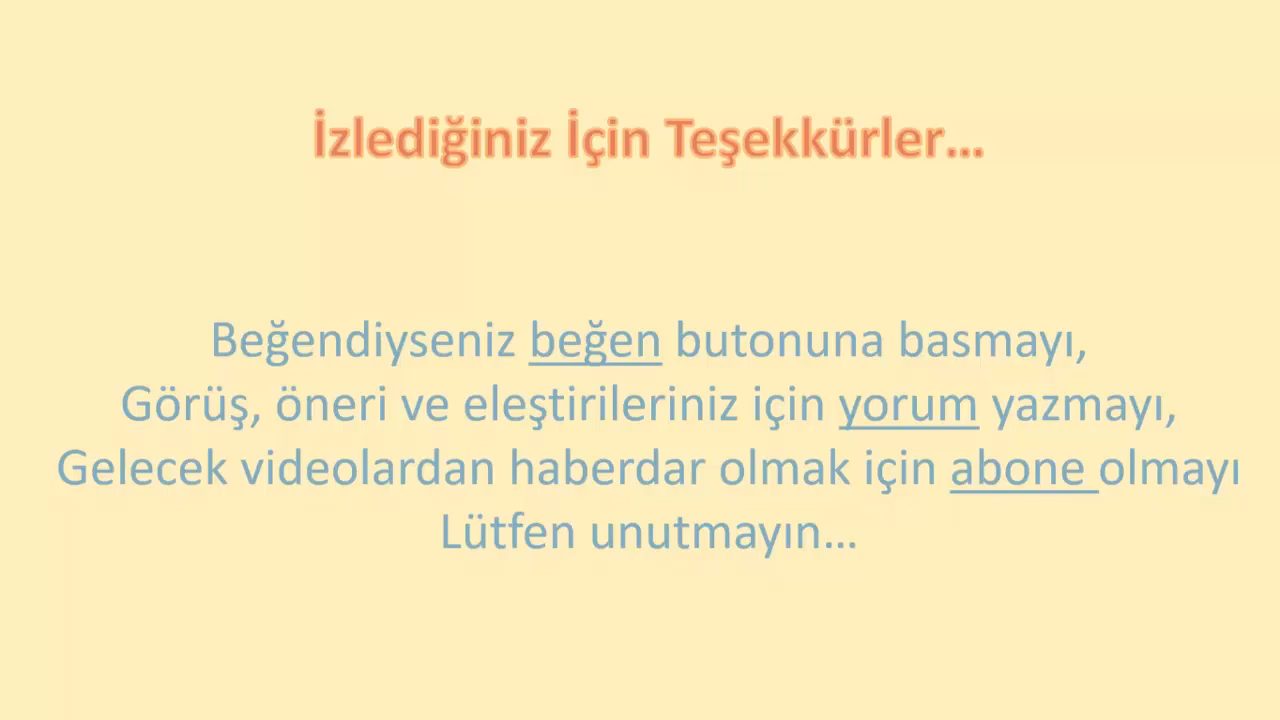 İzlediğiniz İçin Teşekkürler…
Beğendiyseniz beğen butonuna basmayı,
Görüş, öneri ve eleştirileriniz için yorum yazmayı,
Gelecek videolardan haberdar olmak için abone olmayı
Lütfen unutmayın…